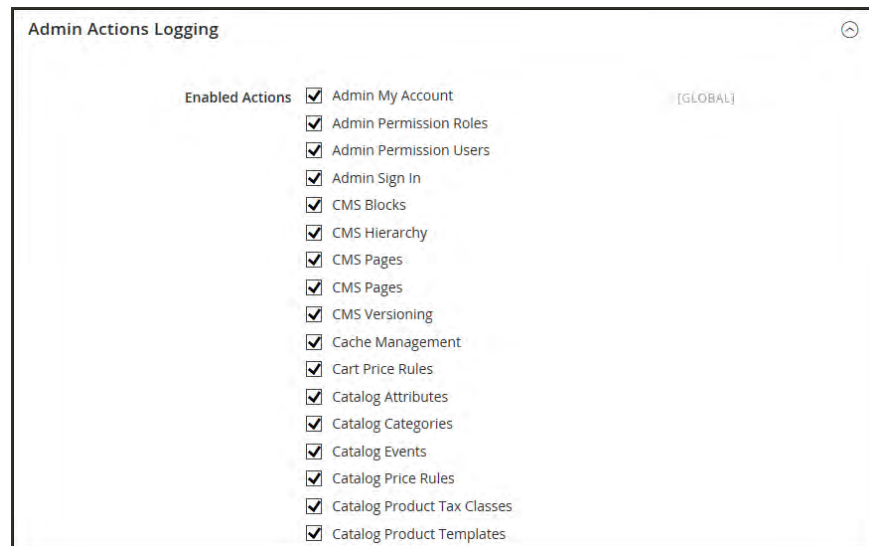 Admin Actions Logging
Enabled Actions Admin My Account [GLOBAL]
Admin Permission Roles
Admin Permission Users
Admin Sign In
CMS Blocks
CMS Hierarchy
CMS Pages
CMS Pages
CMS Versioning
Cache Management
Cart Price Rules
Catalog Attributes
Catalog Categories
Catalog Events
Catalog Price Rules
Catalog Product Tax Classes
Catalog Product Templates